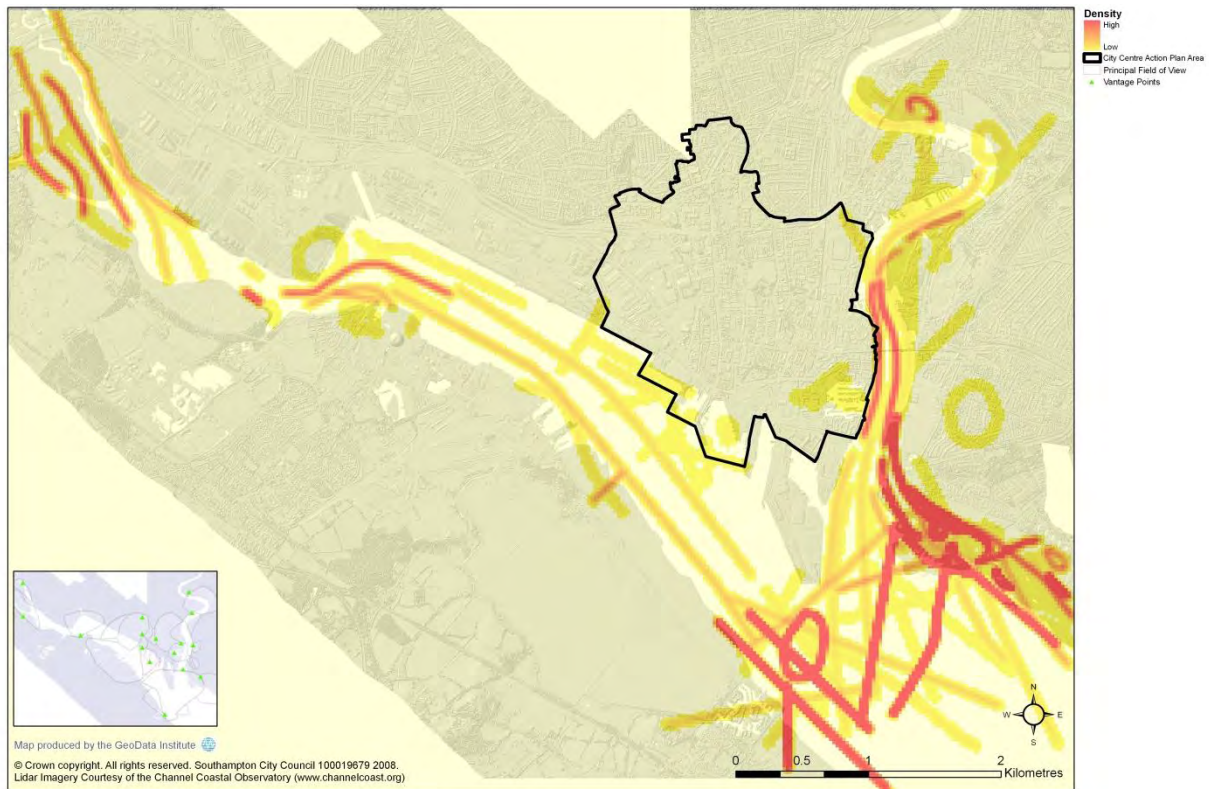 Density
High
Low
City Centre Action Plan Area
Principal Field of View
Vantage Points
N
W
E
S
Map produced by the GeoData Institute
© Crown copyright. All rights reserved. Southampton City Council 100019679 2008.
Lidar Imagery Courtesy of the Channel Coastal Observatory (www.channelcoast.org)
0 0.5 1 2
Kilometres